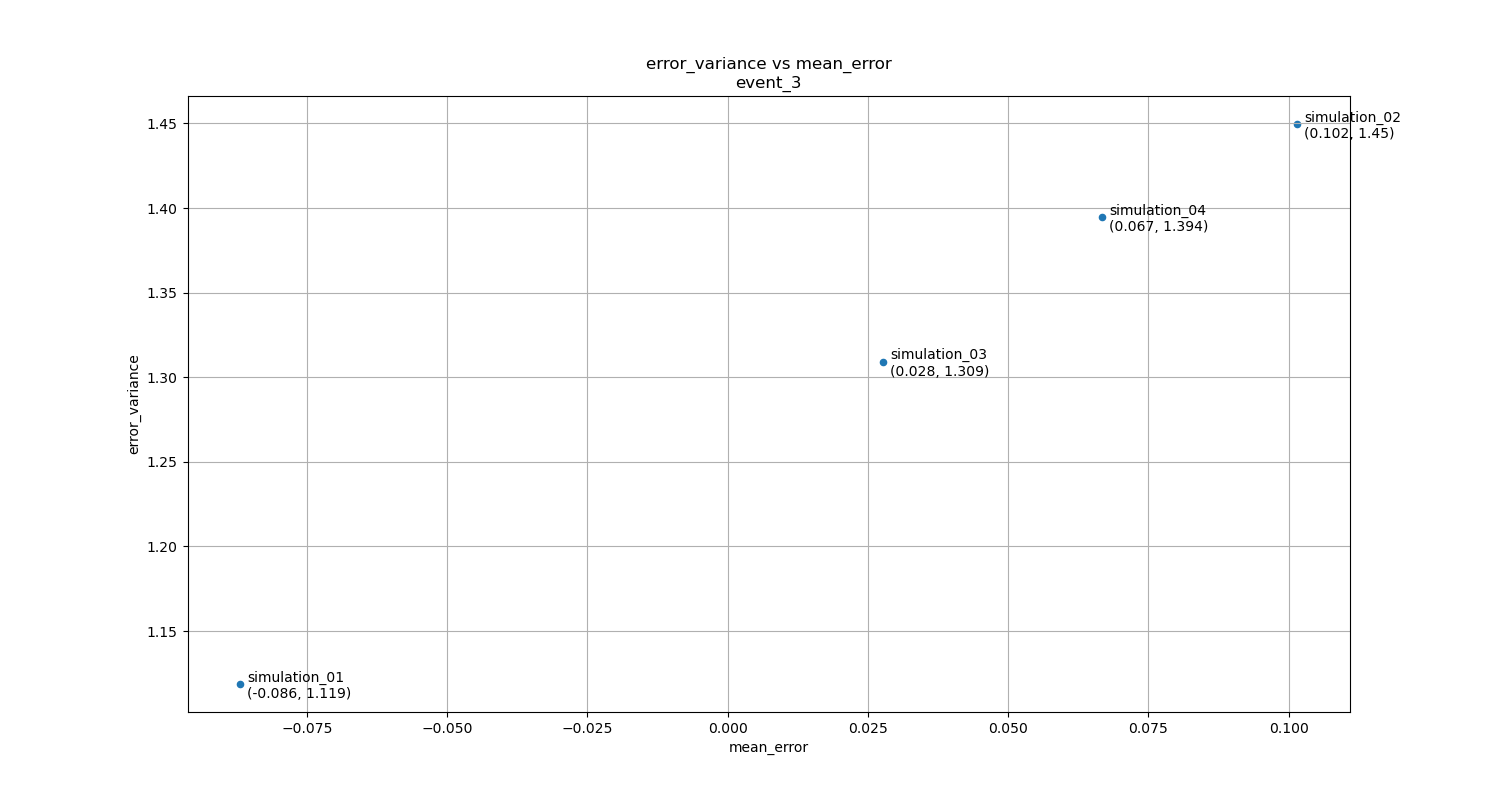 error_variance vs mean_error
event_3
1.45
1.40
1.35
1.30
1.25
1.20
1.15
error_variance
simulation_02
(0.102, 1.45)
simulation_04
(0.067, 1.394)
simulation_03
(0.028, 1.309)
simulation_01
(-0.086, 1.119)
−0.075
−0.050
−0.025
0.000
0.025
0.050
0.075
0.100
mean_error